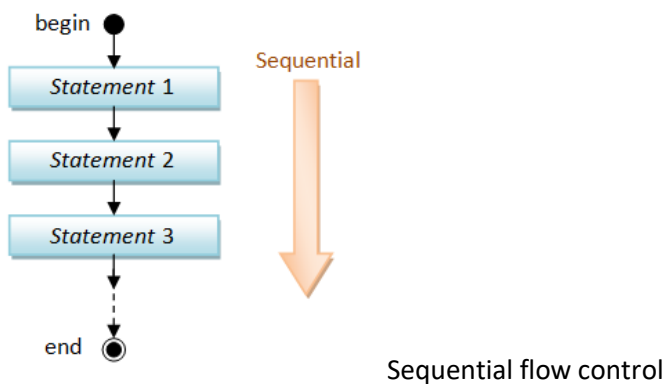 begin
Sequential
Statement 1
Statement 2
Statement 3
end
Sequential flow control